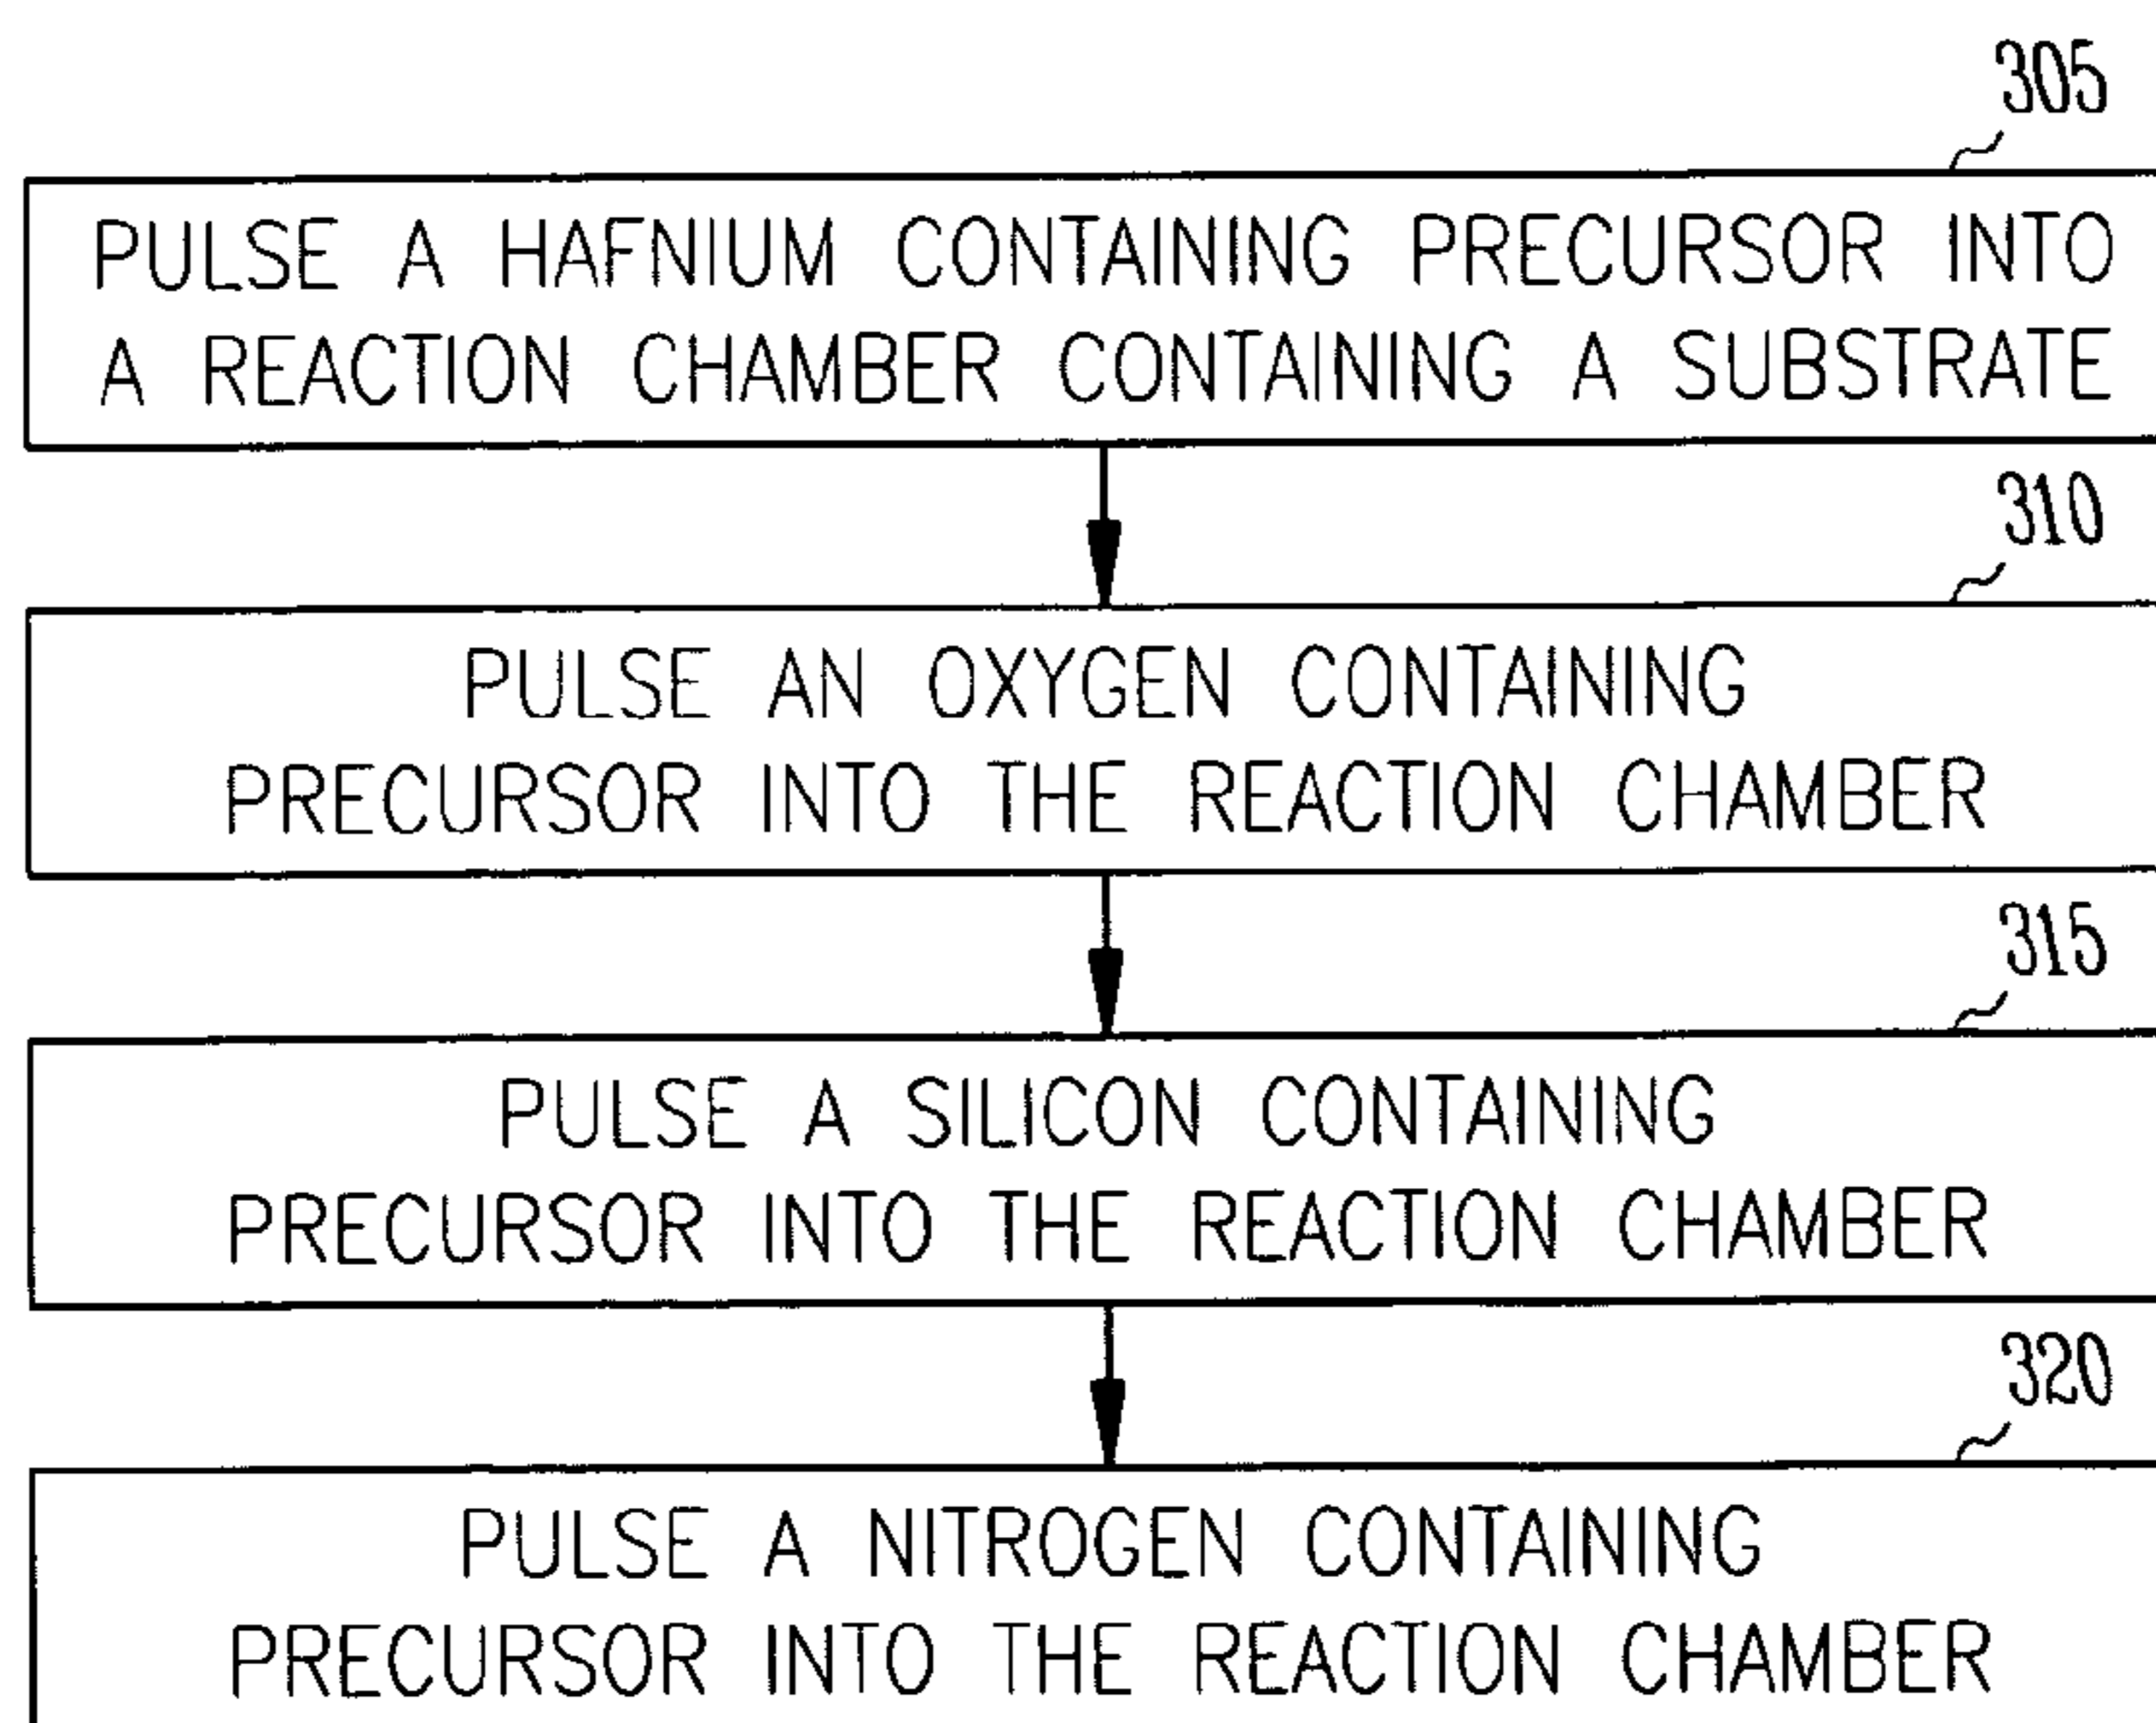 305
PULSE A HAFNIUM CONTAINING PRECURSOR INTO
A REACTION CHAMBER CONTAINING A SUBSTRATE
310
PULSE AN OXYGEN CONTAINING
PRECURSOR INTO THE REACTION CHAMBER
315
PULSE A SILICON CONTAINING
PRECURSOR INTO THE REACTION CHAMBER
320
PULSE A NITROGEN CONTAINING
PRECURSOR INTO THE REACTION CHAMBER